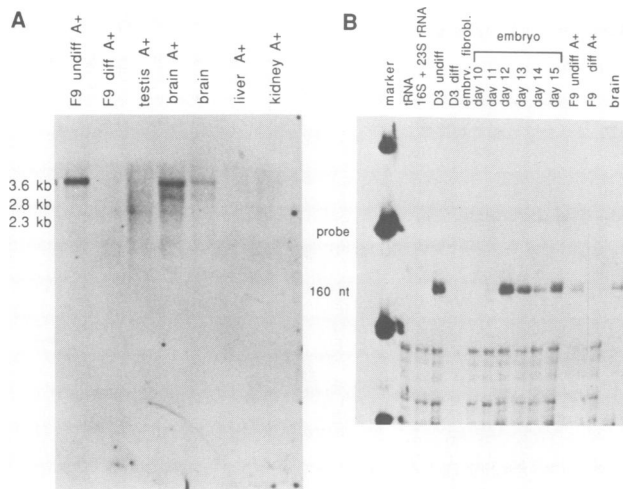 A
F9 undiff A+
F9 diff A+
testis A+
brain A+
brain
liver A+
kidney A+
3.6 kb
2.8 kb
2.3 kb
B
embryo
marker
tRNA
16S + 23S rRNA
D3 undiff
D3 diff
embrv. fibrobl.
day 10
day 11
day 12
day 13
day 14
day 15
F9 undiff A+
F9 diff A+
brain
probe
160 nt